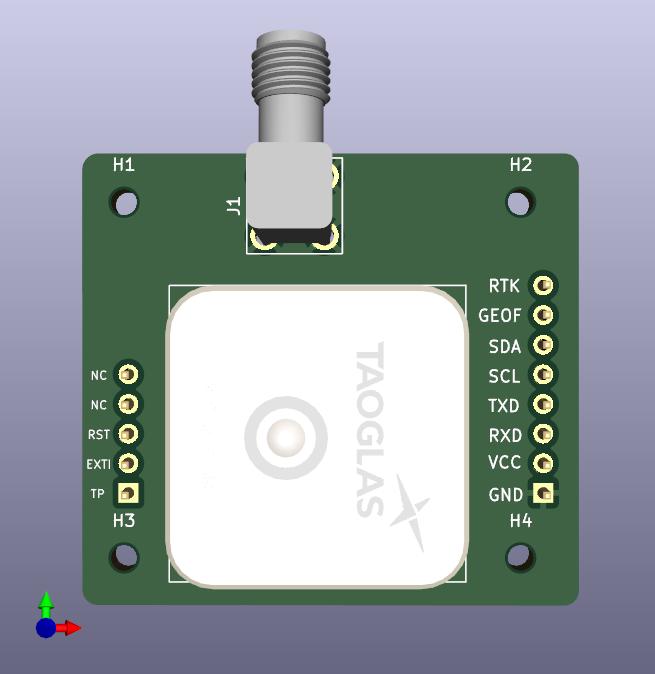 H1
H2
J1
RTK
GEOF
SDA
SCL
TXD
RXD
VCC
GND
NC
NC
RST
EXTI
TP
TAOGLAS
H3
H4